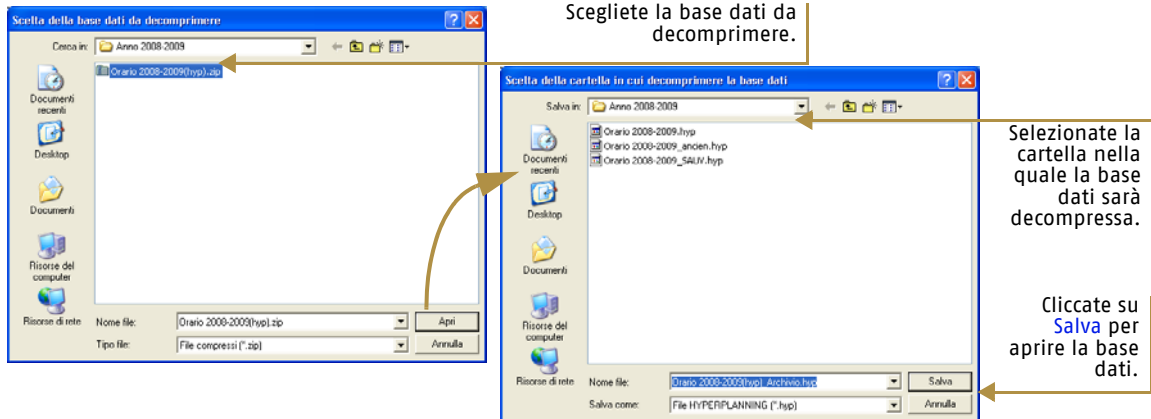 Scegliete la base dati da
decomprimere.
Scelta della base dati da decomprimere
Cerca in:
Anno 2008-2009
Orario 2008-2009(hyp).zip
Documenti
recenti
Desktop
Documenti
Risorse del
computer
Risorse di rete
Nome file:
Orario 2008-2009(hyp).zip
Apri
Tipo file:
File compressi (*.zip)
Annulla
Scelta della cartella in cui decomprimere la base dati
Salva in:
Anno 2008-2009
Orario 2008-2009.hyp
Orario 2008-2009_ancien.hyp
Orario 2008-2009_SAUV.hyp
Documenti
recenti
Desktop
Documenti
Risorse del
computer
Risorse di rete
Nome file:
Orario 2008-2009(hyp)_Archivio.hyp
Salva
Salva come:
File HYPERPLANNING (*.hyp)
Annulla
Selezionate la
cartella nella
quale la base
dati sarà
decompressa.
Cliccate su
Salva per
aprire la base
dati.